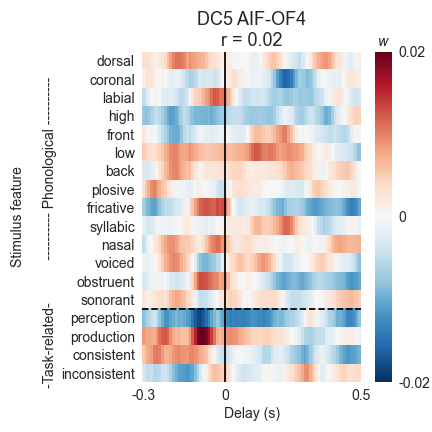 DC5 AIF-OF4
r = 0.02
w
dorsal
coronal
labial
high
front
low
back
plosive
fricative
syllabic
nasal
voiced
obstruent
sonorant
perception
production
consistent
inconsistent
Stimulus feature
---------- Phonological ----------
-Task-related-
-0.3
0
0.5
Delay (s)
0.02
0
-0.02